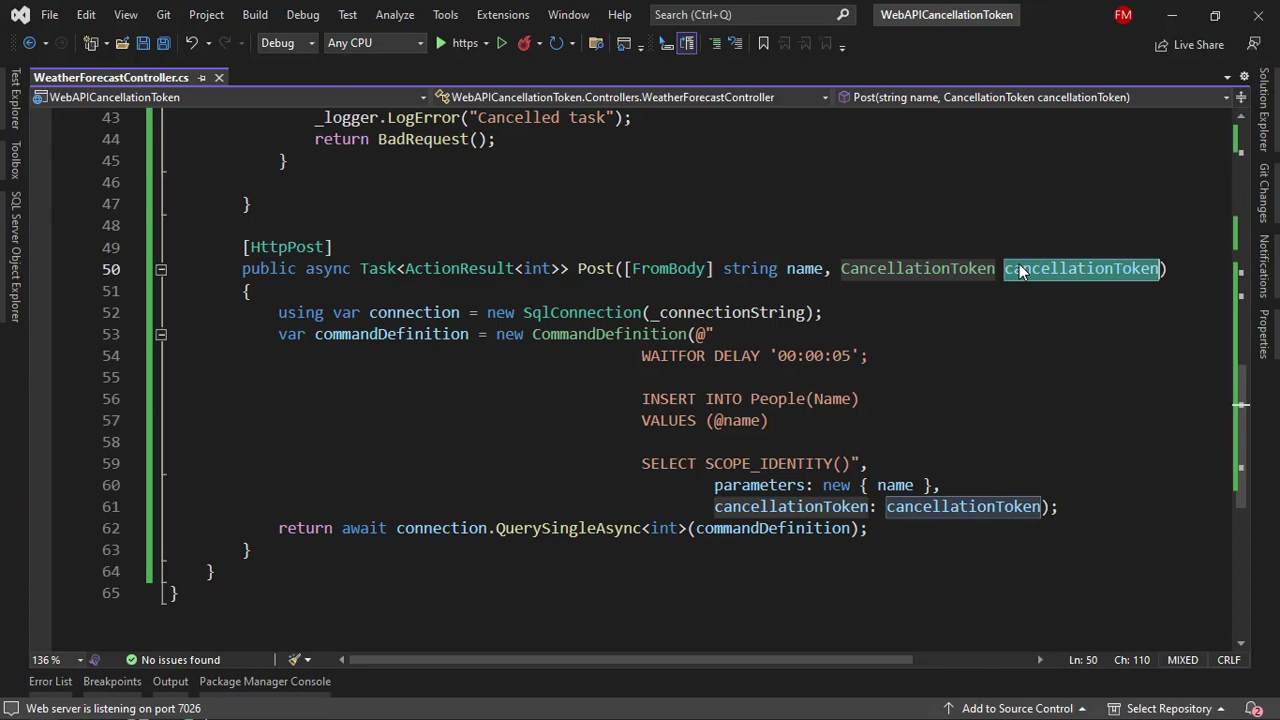 File Edit View Git Project Build Debug Test Analyze Tools Extensions Window Help Search (Ctrl+Q) WebAPICancellationToken FM
Debug Any CPU https Live Share
WeatherForecastController.cs
WebAPICancellationToken WebAPICancellationToken.Controllers.WeatherForecastController Post(string name, CancellationToken cancellationToken)
Test Explorer
Toolbox
SQL Server Object Explorer
43 _logger.LogError("Cancelled task");
44 return BadRequest();
45 }
46
47 }
48
49 [HttpPost]
50 public async Task<ActionResult<int>> Post([FromBody] string name, CancellationToken cancellationToken)
51 {
52 using var connection = new SqlConnection(_connectionString);
53 var commandDefinition = new CommandDefinition(@"
54 WAITFOR DELAY '00:00:05';
55
56 INSERT INTO People(Name)
57 VALUES (@name)
58
59 SELECT SCOPE_IDENTITY()",
60 parameters: new { name },
61 cancellationToken: cancellationToken);
62 return await connection.QuerySingleAsync<int>(commandDefinition);
63 }
64 }
65 }
Solution Explorer
Git Changes
Notifications
Properties
136 % No issues found Ln: 50 Ch: 110 MIXED CRLF
Error List Breakpoints Output Package Manager Console
Web server is listening on port 7026 Add to Source Control Select Repository 2